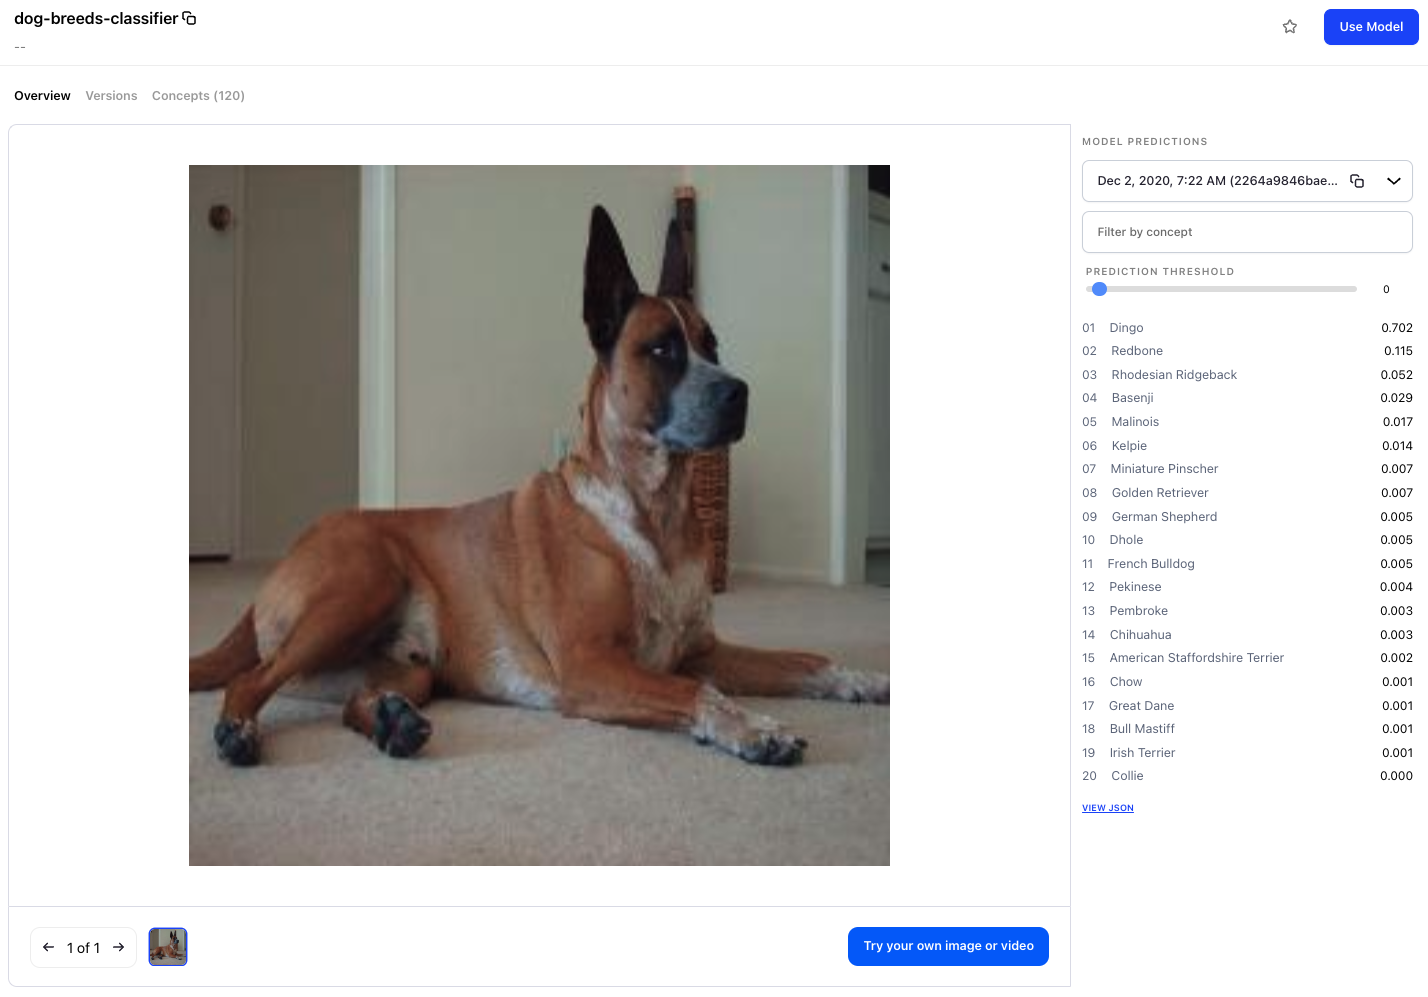 dog-breeds-classifier
--
Use Model
Overview Versions Concepts (120)
MODEL PREDICTIONS
Dec 2, 2020, 7:22 AM (2264a9846bae...
Filter by concept
PREDICTION THRESHOLD
0
01 Dingo 0.702
02 Redbone 0.115
03 Rhodesian Ridgeback 0.052
04 Basenji 0.029
05 Malinois 0.017
06 Kelpie 0.014
07 Miniature Pinscher 0.007
08 Golden Retriever 0.007
09 German Shepherd 0.005
10 Dhole 0.005
11 French Bulldog 0.005
12 Pekinese 0.004
13 Pembroke 0.003
14 Chihuahua 0.003
15 American Staffordshire Terrier 0.002
16 Chow 0.001
17 Great Dane 0.001
18 Bull Mastiff 0.001
19 Irish Terrier 0.001
20 Collie 0.000
VIEW JSON
1 of 1
Try your own image or video